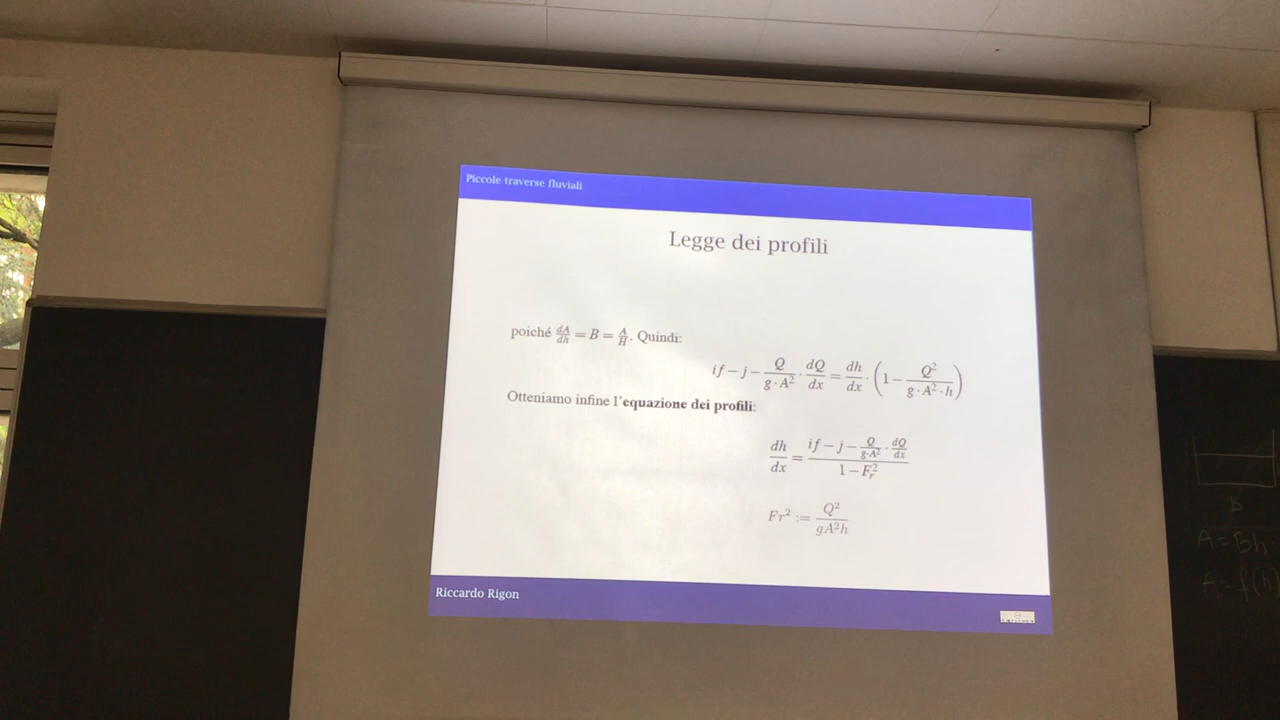 Piccole traverse fluviali
Legge dei profili
poiché dA/dh = B = A/H. Quindi:
if − j − Q/(g · A²) · dQ/dx = dh/dx · (1 − Q²/(g · A² · h))
Otteniamo infine l'equazione dei profili:
dh/dx = (if − j − Q/(g·A²) · dQ/dx)/(1 − F_r²)
Fr² := Q²/(gA²h)
Riccardo Rigon
B
A=Bh
A=f(h)